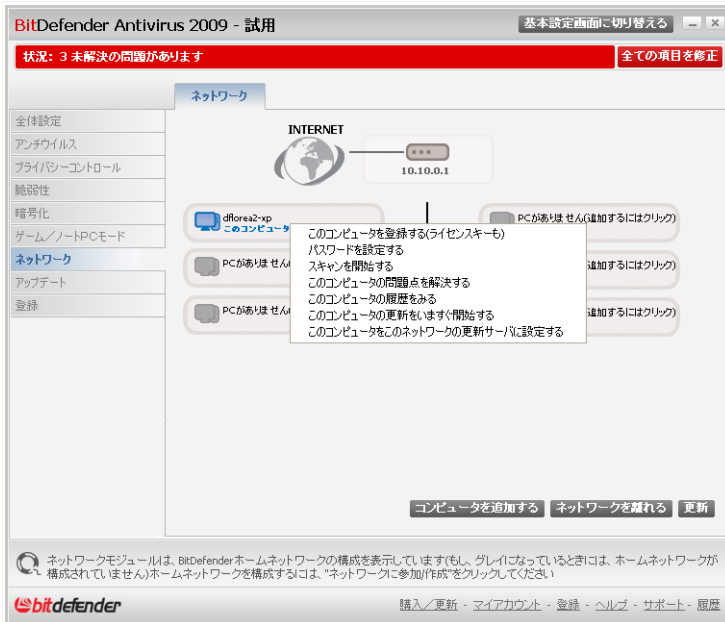 BitDefender Antivirus 2009 - 試用
基本設定画面に切り替える
状況: 3 未解決の問題があります
全ての項目を修正
ネットワーク
全体設定
アンチウイルス
プライバシーコントロール
脆弱性
暗号化
ゲーム/ノートPCモード
ネットワーク
アップデート
登録
INTERNET
10.10.0.1
dflorea2-xp
このコンピュータ
PCがありません(追加するにはクリック)
PCがありません
追加するにはクリック)
PCがありません
追加するにはクリック)
このコンピュータを登録する(ライセンスキーも)
パスワードを設定する
スキャンを開始する
このコンピュータの問題点を解決する
このコンピュータの履歴をみる
このコンピュータの更新をいますぐ開始する
このコンピュータをこのネットワークの更新サーバに設定する
コンピュータを追加する
ネットワークを離れる
更新
ネットワークモジュールは、BitDefenderホームネットワークの構成を表示しています(もし、グレイになっているときには、ホームネットワークが
構成されていません)ホームネットワークを構成するには、"ネットワークに参加/作成"をクリックしてください
bitdefender
購入/更新 - マイアカウント - 登録 - ヘルプ - サポート - 履歴